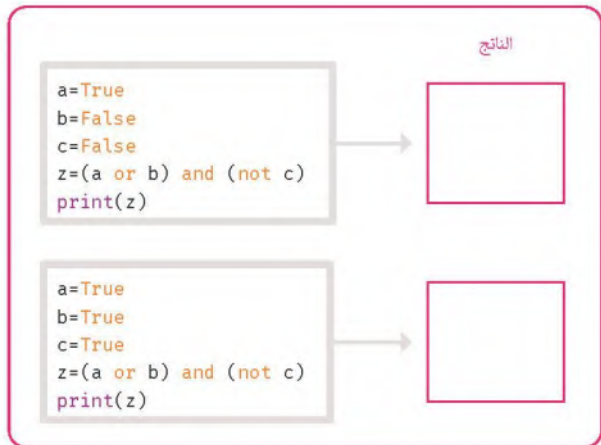 الناتج
a=True
b=False
c=False
z=(a or b) and (not c)
print(z)
a=True
b=True
c=True
z=(a or b) and (not c)
print(z)